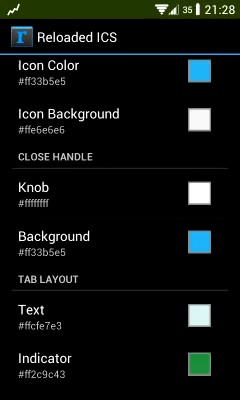 35 21:28
r Reloaded ICS
Icon Color
#ff33b5e5
Icon Background
#ffe6e6e6
CLOSE HANDLE
Knob
#ffffffff
Background
#ff33b5e5
TAB LAYOUT
Text
#ffcfe7e3
Indicator
#ff2c9c43